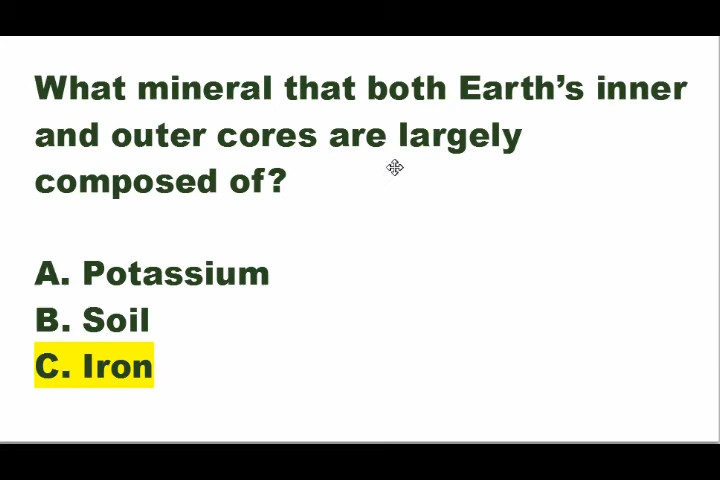 What mineral that both Earth’s inner
and outer cores are largely
composed of?
A. Potassium
B. Soil
C. Iron